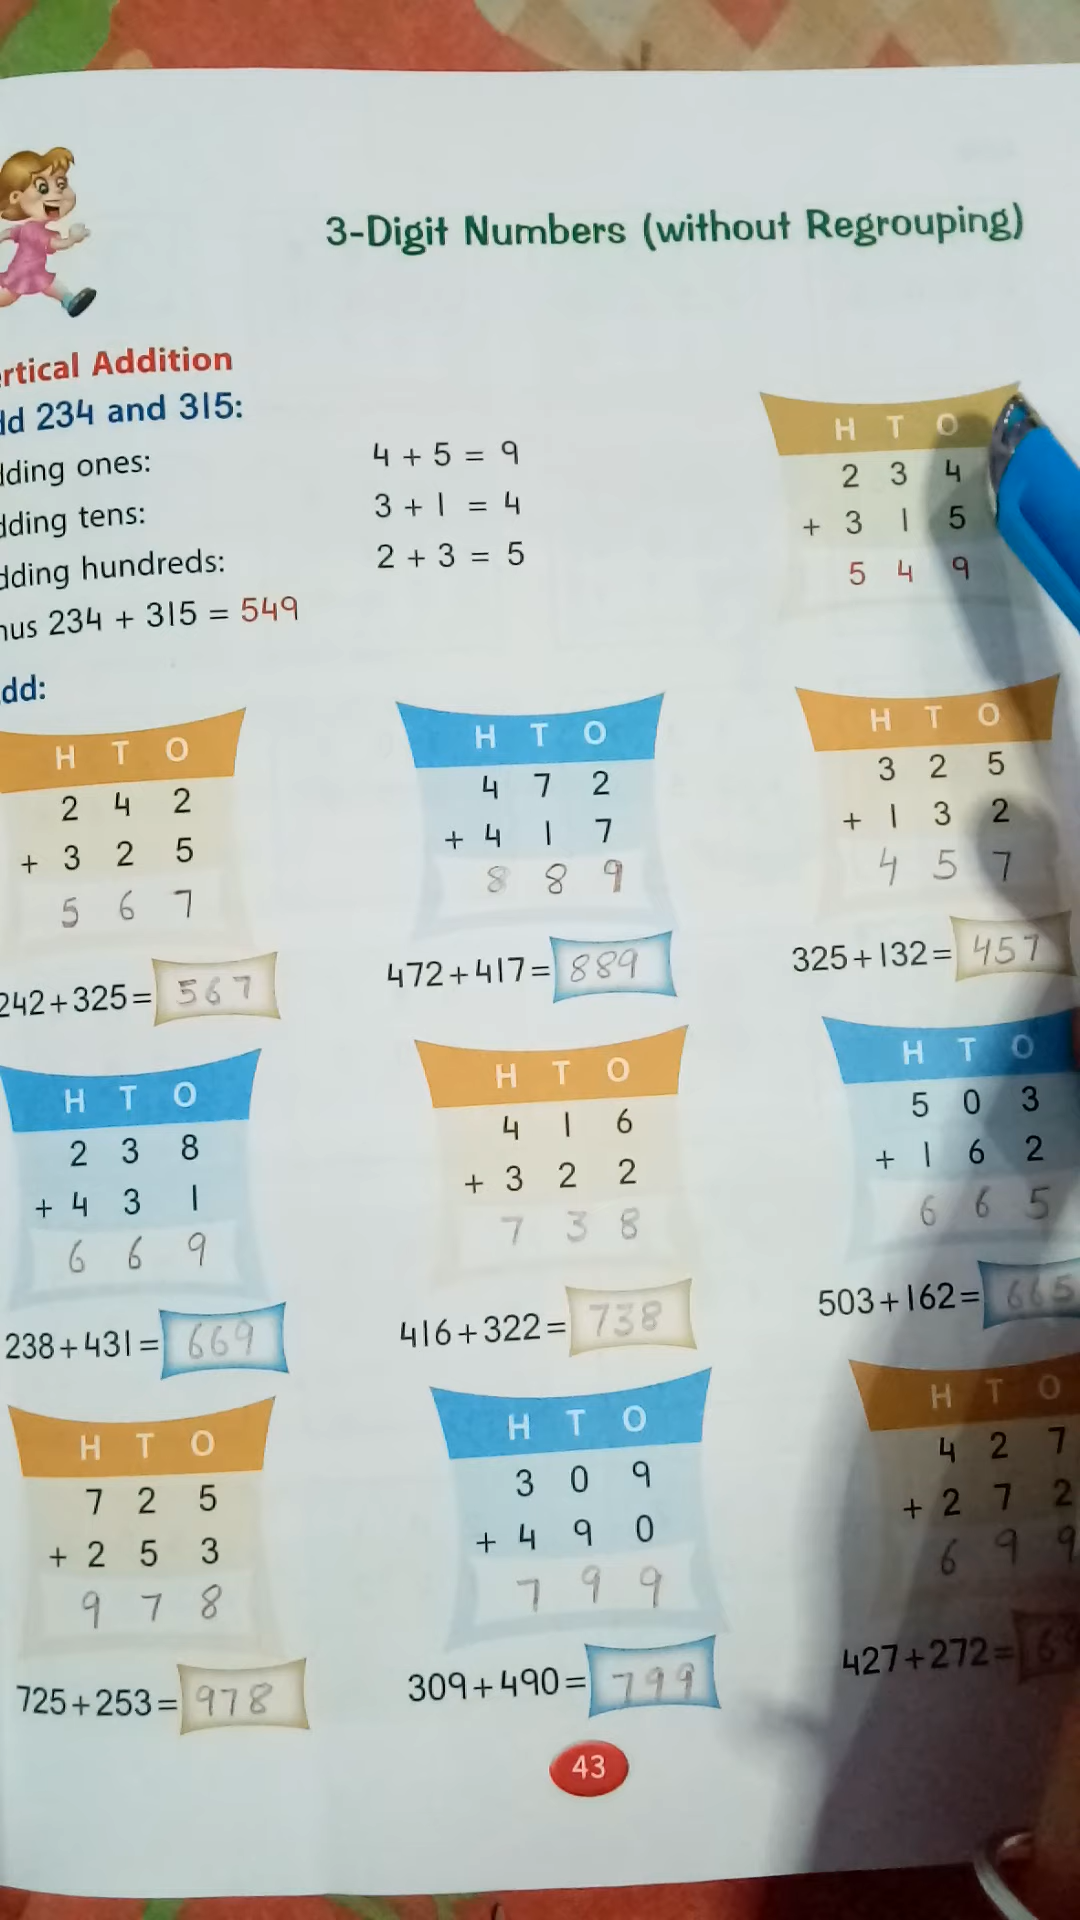 3-Digit Numbers (without Regrouping)
rtical Addition
dd 234 and 315:
dding ones: 4 + 5 = 9
dding tens: 3 + 1 = 4
dding hundreds: 2 + 3 = 5
hus 234 + 315 = 549
H T O
2 3 4
+ 3 1 5
5 4 9
dd:
H T O
2 4 2
+ 3 2 5
5 6 7
242+325= 567
H T O
4 7 2
+ 4 1 7
8 8 9
472+417= 889
H T O
3 2 5
+ 1 3 2
4 5 7
325+132= 457
H T O
2 3 8
+ 4 3 1
6 6 9
238+431= 669
H T O
4 1 6
+ 3 2 2
7 3 8
416+322= 738
H T O
5 0 3
+ 1 6 2
6 6 5
503+162= 665
H T O
7 2 5
+ 2 5 3
9 7 8
725+253= 978
H T O
3 0 9
+ 4 9 0
7 9 9
309+490= 799
H T O
4 2 7
+ 2 7 2
6 9 9
427+272=
43